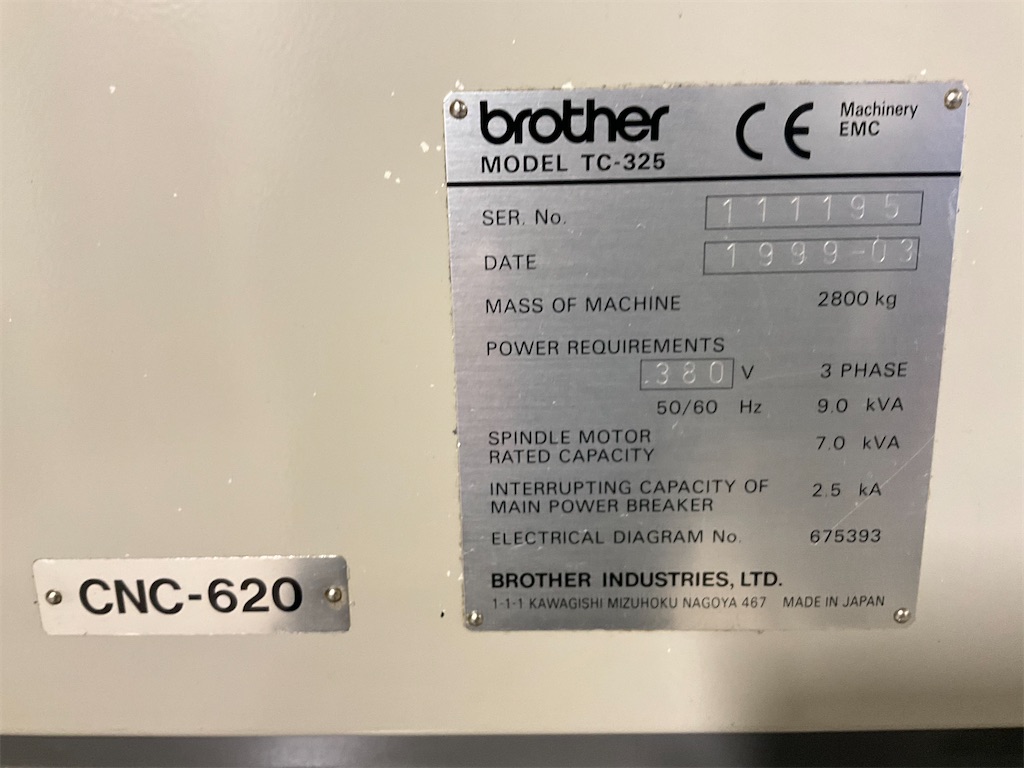 brother
MODEL TC-325
CE
Machinery
EMC
SER. No. 111195
DATE 1999-03
MASS OF MACHINE 2800 kg
POWER REQUIREMENTS
380 V 3 PHASE
50/60 Hz 9.0 kVA
SPINDLE MOTOR
RATED CAPACITY 7.0 kVA
INTERRUPTING CAPACITY OF
MAIN POWER BREAKER 2.5 kA
ELECTRICAL DIAGRAM No. 675393
BROTHER INDUSTRIES, LTD.
1-1-1 KAWAGISHI MIZUHOKU NAGOYA 467 MADE IN JAPAN
CNC-620